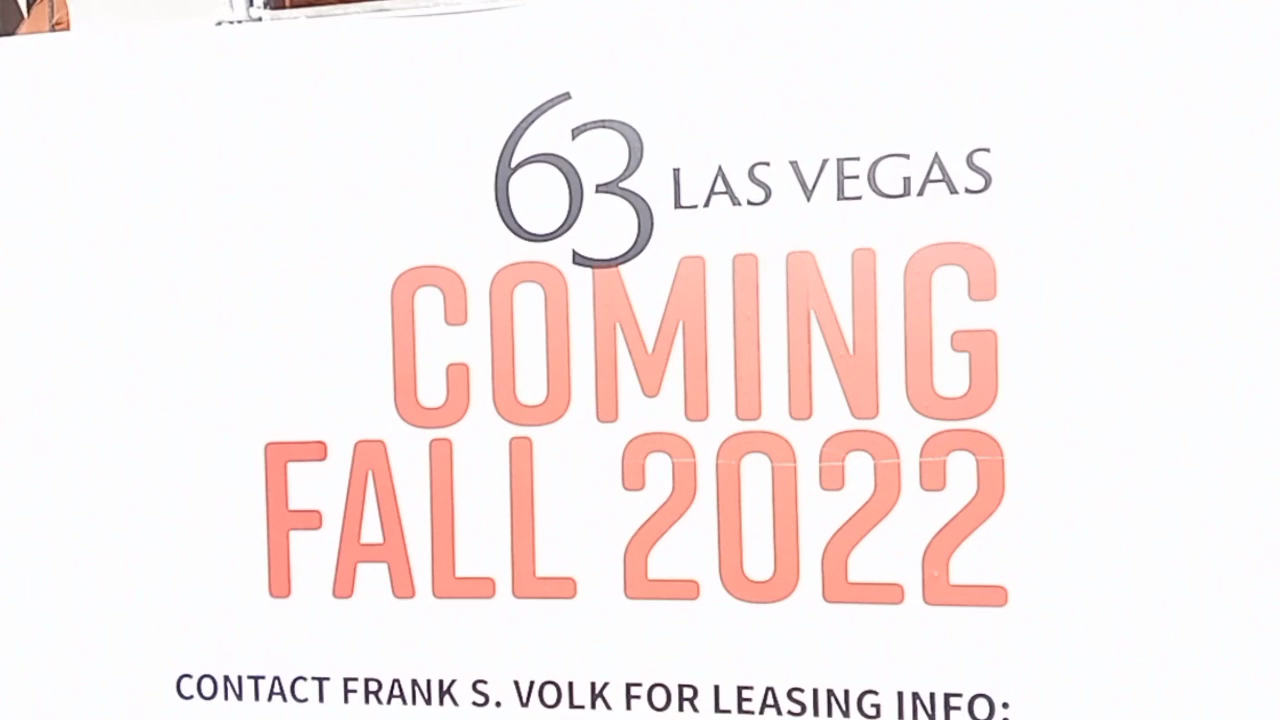 63 LAS VEGAS
COMING
FALL 2022
CONTACT FRANK S. VOLK FOR LEASING INFO: